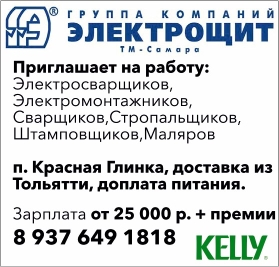 ГРУППА КОМПАНИЙ
ЭЛЕКТРОЩИТ
ТМ-Самара
Приглашает на работу:
Электросварщиков,
Электромонтажников,
Сварщиков,Стропальщиков,
Штамповщиков,Маляров
п. Красная Глинка, доставка из
Тольятти, доплата питания.
Зарплата от 25 000 р. + премии
8 937 649 1818 KELLY